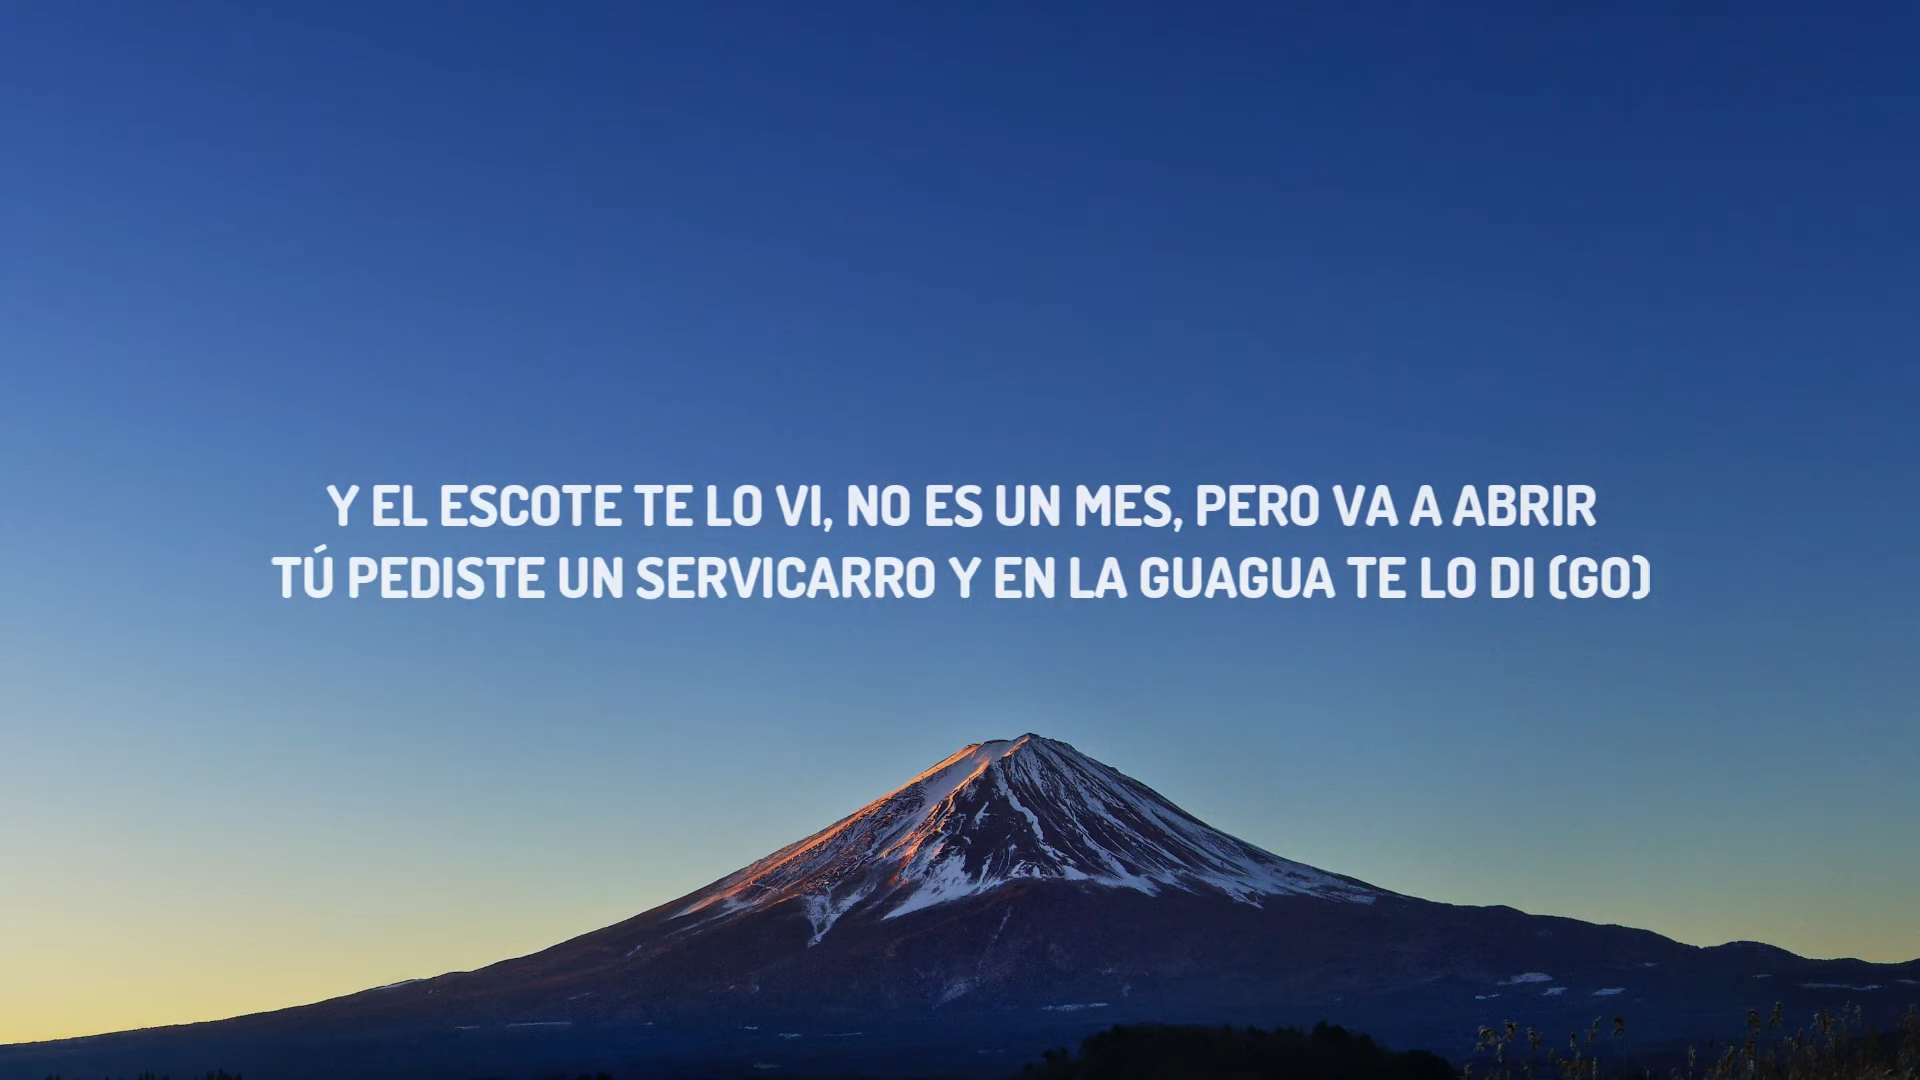 Y EL ESCOTE TE LO VI, NO ES UN MES, PERO VA A ABRIR
TÚ PEDISTE UN SERVICARRO Y EN LA GUAGUA TE LO DI (GO)